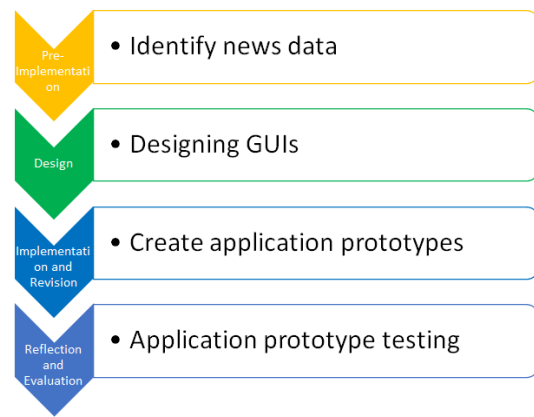 Pre-
Implementati
on
• Identify news data
Design
• Designing GUIs
Implementati
on and
Revision
• Create application prototypes
Reflection
and
Evaluation
• Application prototype testing